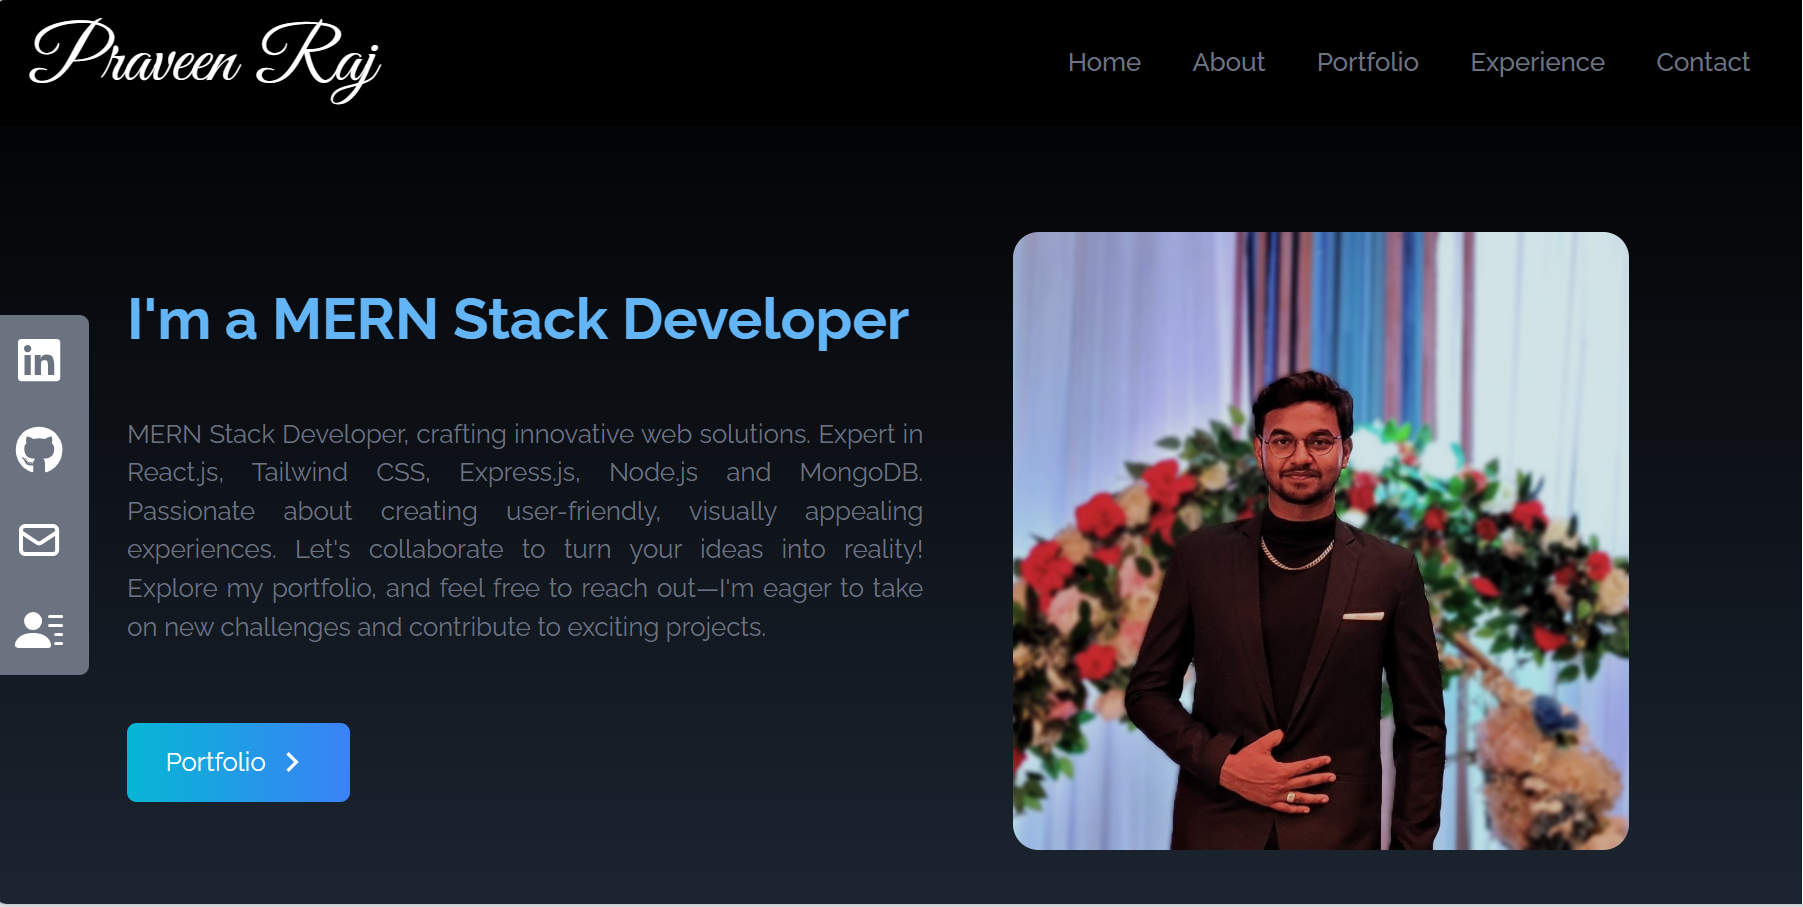 Praveen Raj
Home About Portfolio Experience Contact
I'm a MERN Stack Developer
in
MERN Stack Developer, crafting innovative web solutions. Expert in
React.js, Tailwind CSS, Express.js, Node.js and MongoDB.
Passionate about creating user-friendly, visually appealing
experiences. Let's collaborate to turn your ideas into reality!
Explore my portfolio, and feel free to reach out—I'm eager to take
on new challenges and contribute to exciting projects.
Portfolio